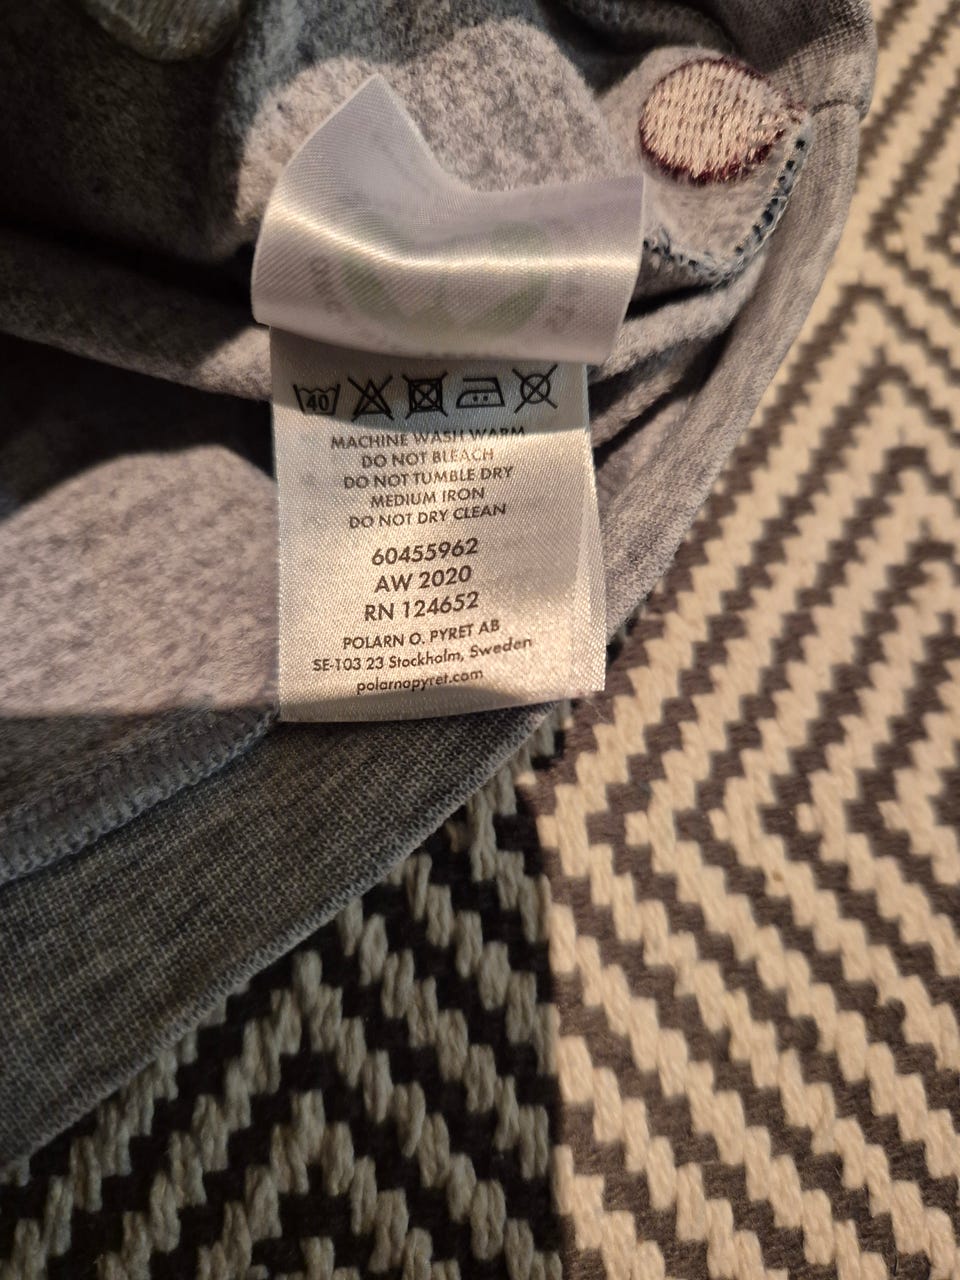 40
MACHINE WASH WARM
DO NOT BLEACH
DO NOT TUMBLE DRY
MEDIUM IRON
DO NOT DRY CLEAN
60455962
AW 2020
RN 124652
POLARN O. PYRET AB
SE-103 23 Stockholm, Sweden
polarnopyret.com